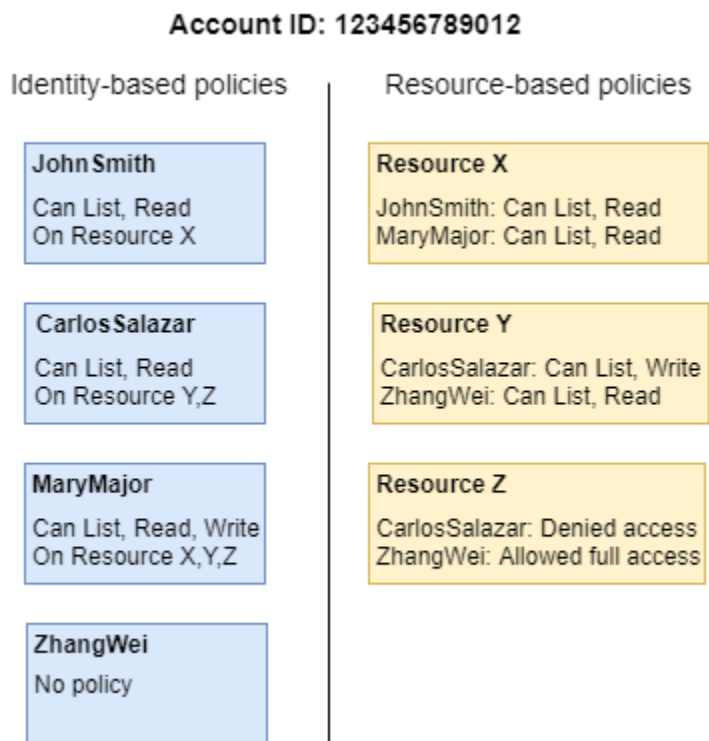 Account ID: 123456789012
Identity-based policies
Resource-based policies
JohnSmith
Can List, Read
On Resource X
CarlosSalazar
Can List, Read
On Resource Y,Z
MaryMajor
Can List, Read, Write
On Resource X,Y,Z
ZhangWei
No policy
Resource X
JohnSmith: Can List, Read
MaryMajor: Can List, Read
Resource Y
CarlosSalazar: Can List, Write
ZhangWei: Can List, Read
Resource Z
CarlosSalazar: Denied access
ZhangWei: Allowed full access